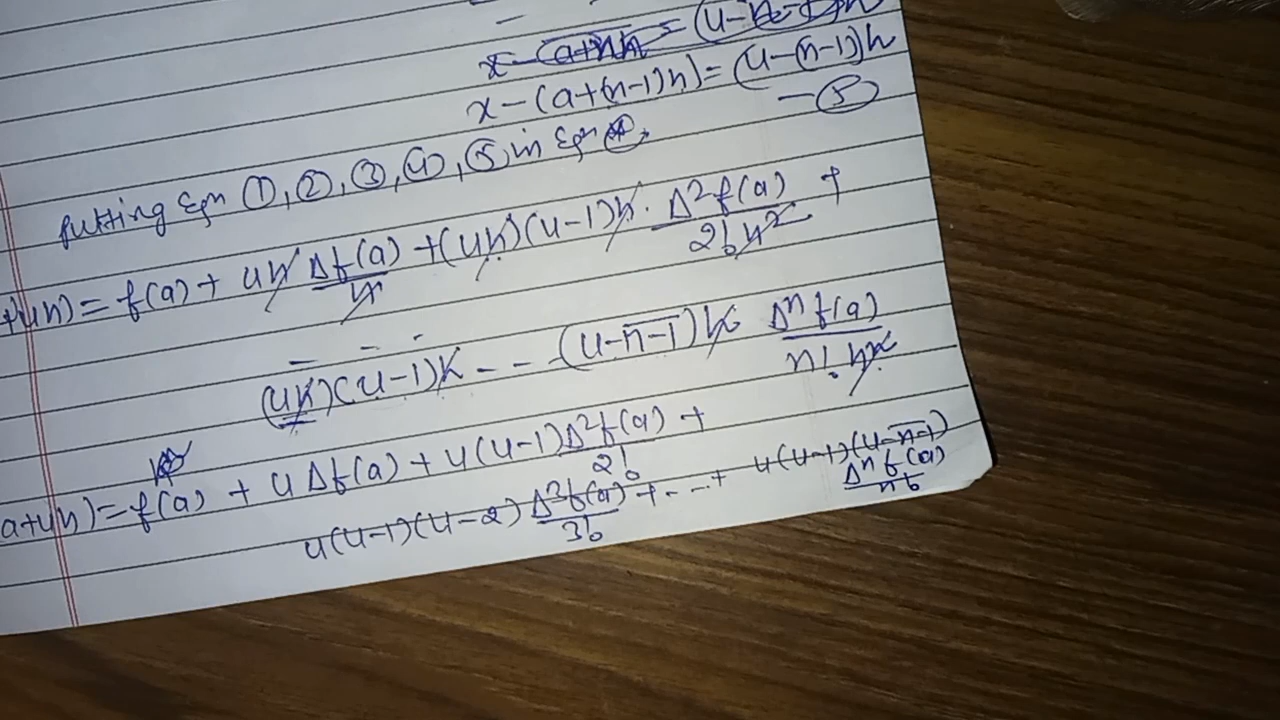 x - (a+(n-1)h) = (u-(n-1)h
- ⑤
putting Eqn ①, ②, ③, ④, ⑤ in Eqn
+uh) = f(a) + uh Δf(a)/h + (uh)(u-1)h . Δ²f(a)/2! h² +
(uh)(u-1)h - - - (u-n-1)h Δⁿf(a)/n! hⁿ
a+uh) = f(a) + u Δf(a) + u(u-1)Δ²f(a)/2! +
u(u-1)(u-2) Δ³f(a)/3! + - - - + u(u-1)(u-n-1) Δⁿf(a)/n!